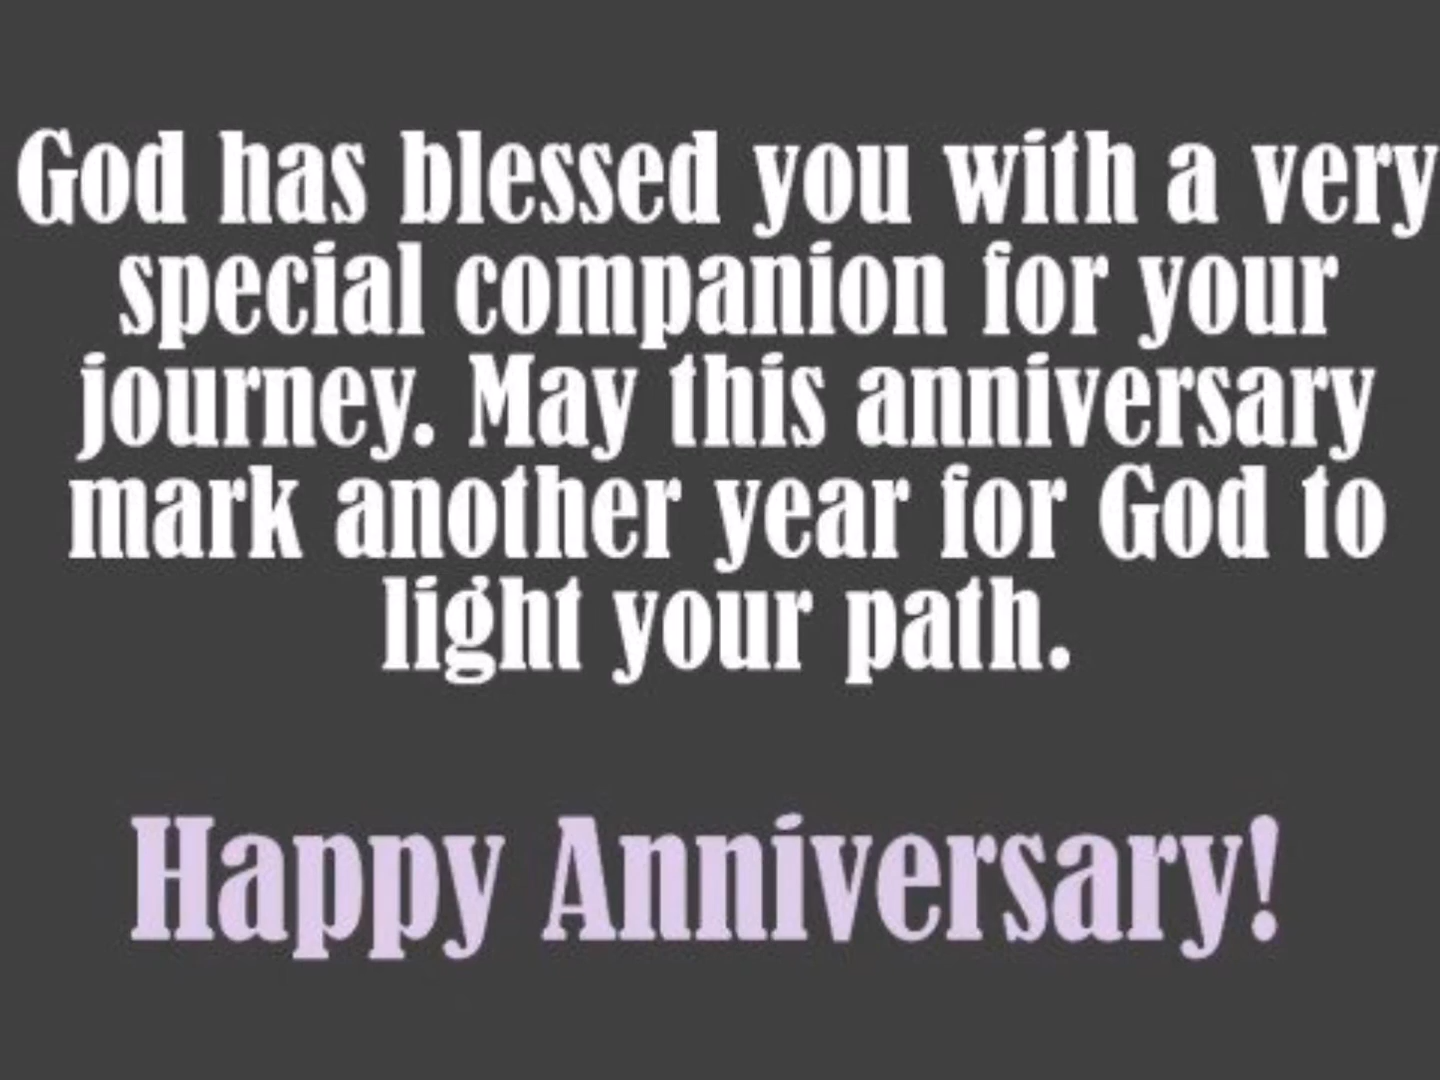 God has blessed you with a very
special companion for your
journey. May this anniversary
mark another year for God to
light your path.
Happy Anniversary!